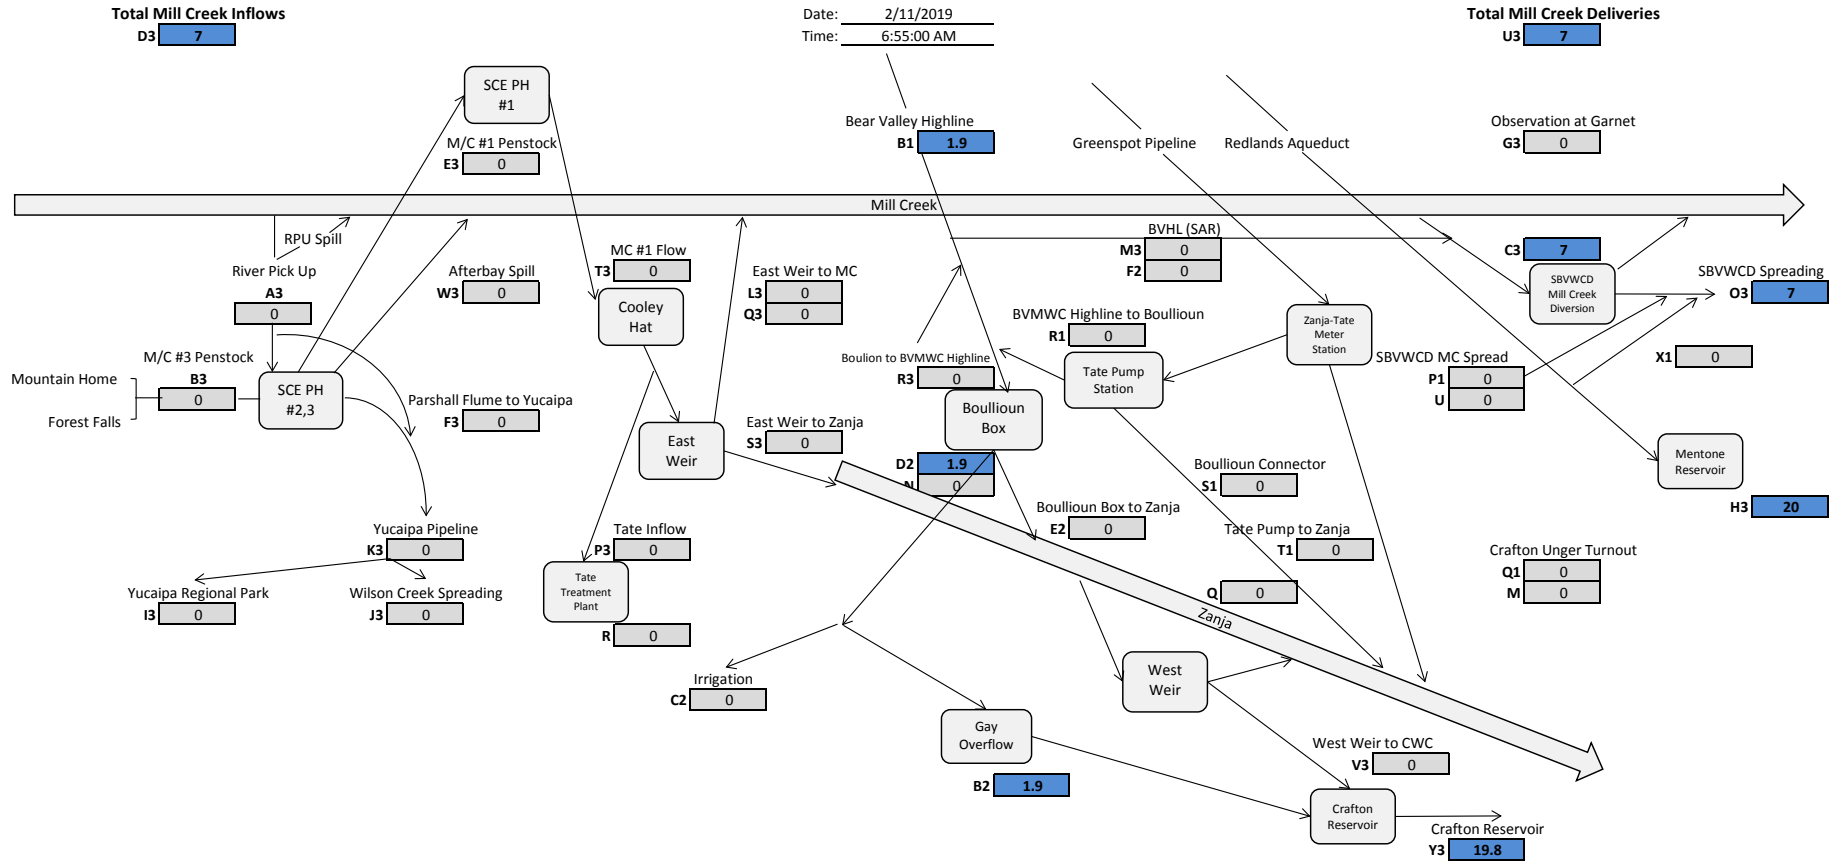 Total Mill Creek Inflows
D3 7
Date: 2/11/2019
Time: 6:55:00 AM
Total Mill Creek Deliveries
U3 7
SCE PH
#1
M/C #1 Penstock
E3 0
Bear Valley Highline
B1 1.9
Greenspot Pipeline
Redlands Aqueduct
Observation at Garnet
G3 0
Mill Creek
RPU Spill
River Pick Up
A3
0
Afterbay Spill
W3 0
MC #1 Flow
T3 0
Cooley
Hat
East Weir to MC
L3 0
Q3 0
BVHL (SAR)
M3 0
F2 0
C3 7
SBVWCD
Mill Creek
Diversion
SBVWCD Spreading
O3 7
BVMWC Highline to Boullioun
R1 0
Zanja-Tate
Meter
Station
Boulion to BVMWC Highline
R3 0
Tate Pump
Station
SBVWCD MC Spread
P1 0
U 0
X1 0
M/C #3 Penstock
B3
0
Mountain Home
Forest Falls
SCE PH
#2,3
Parshall Flume to Yucaipa
F3 0
East
Weir
East Weir to Zanja
S3 0
Boullioun
Box
D2 1.9
N 0
Boullioun Connector
S1 0
Mentone
Reservoir
H3 20
Boullioun Box to Zanja
E2 0
Tate Pump to Zanja
T1 0
Q 0
Zanja
Crafton Unger Turnout
Q1 0
M 0
Yucaipa Pipeline
K3 0
Yucaipa Regional Park
I3 0
Wilson Creek Spreading
J3 0
Tate Inflow
P3 0
Tate
Treatment
Plant
R 0
Irrigation
C2 0
West
Weir
Gay
Overflow
B2 1.9
West Weir to CWC
V3 0
Crafton
Reservoir
Crafton Reservoir
Y3 19.8